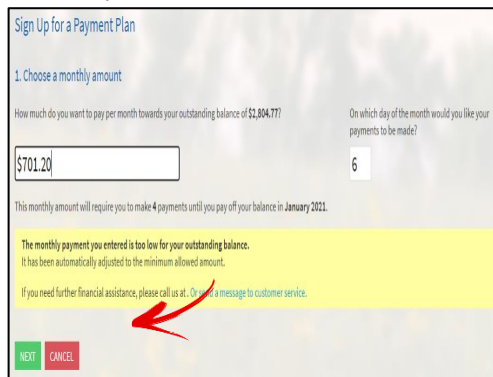 Sign Up for a Payment Plan
1. Choose a monthly amount
How much do you want to pay per month towards your outstanding balance of $2,804.77?
On which day of the month would you like your
payments to be made?
$701.20
6
This monthly amount will require you to make 4 payments until you pay off your balance in January 2021.
The monthly payment you entered is too low for your outstanding balance.
It has been automatically adjusted to the minimum allowed amount.
If you need further financial assistance, please call us at . Or send a message to customer service.
NEXT CANCEL